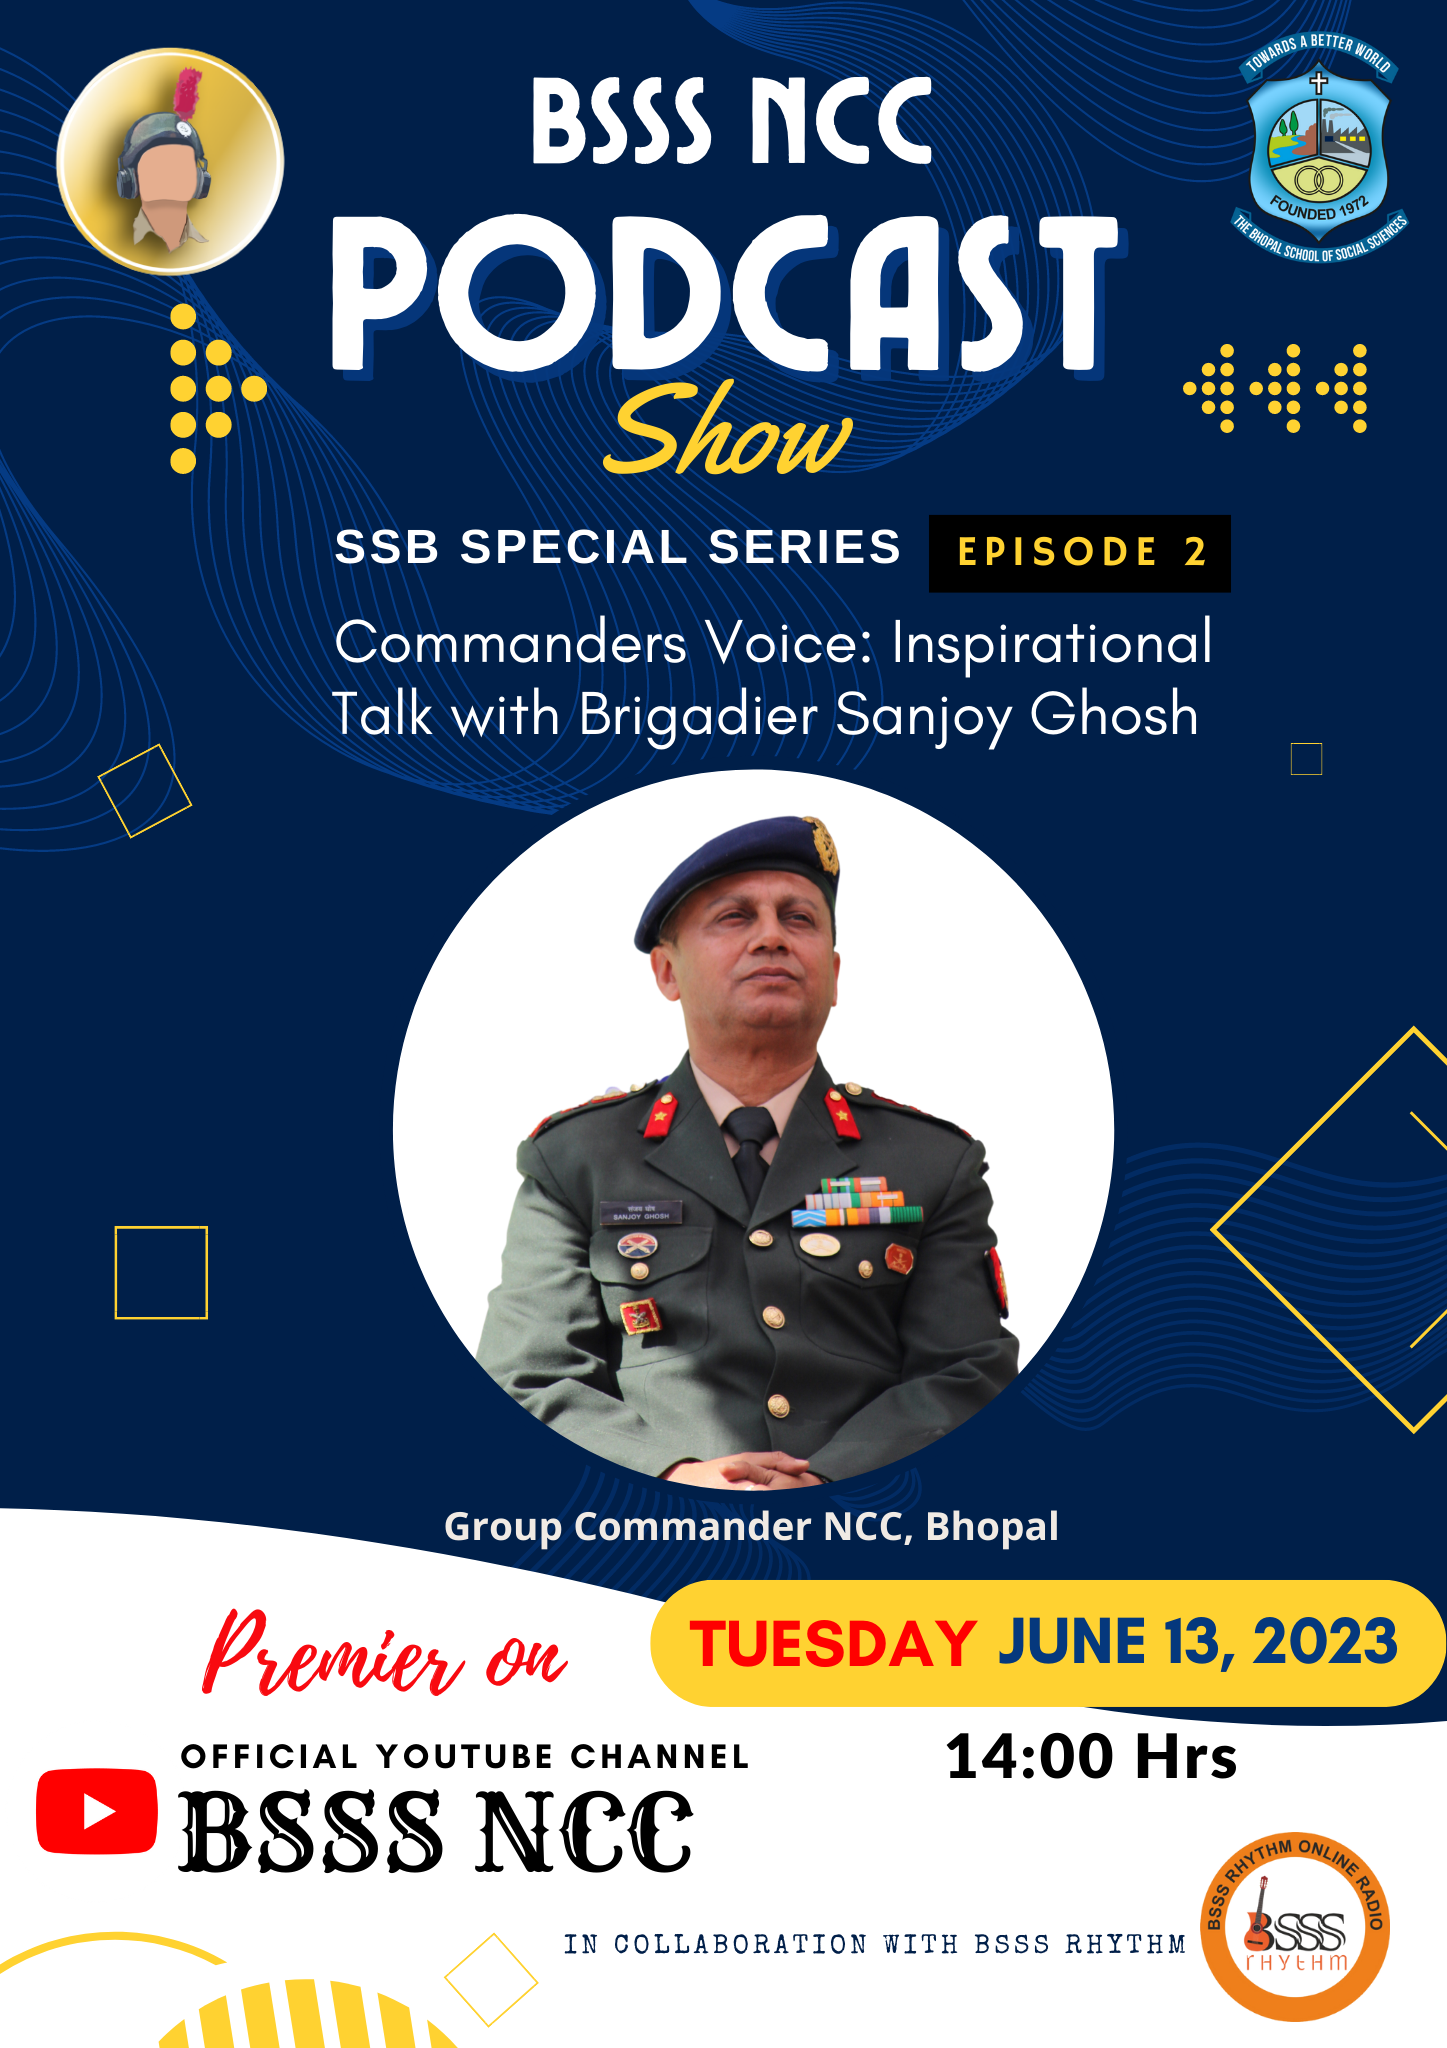 TOWARDS A BETTER WORLD
FOUNDED 1972
THE BHOPAL SCHOOL OF SOCIAL SCIENCES
BSSS NCC
PODCAST
Show
SSB SPECIAL SERIES EPISODE 2
Commanders Voice: Inspirational
Talk with Brigadier Sanjoy Ghosh
संजय घोष
SANJOY GHOSH
Group Commander NCC, Bhopal
Premier on TUESDAY JUNE 13, 2023
14:00 Hrs
OFFICIAL YOUTUBE CHANNEL
BSSS NCC
IN COLLABORATION WITH BSSS RHYTHM
BSSS RHYTHM ONLINE RADIO
BSSS
rhythm